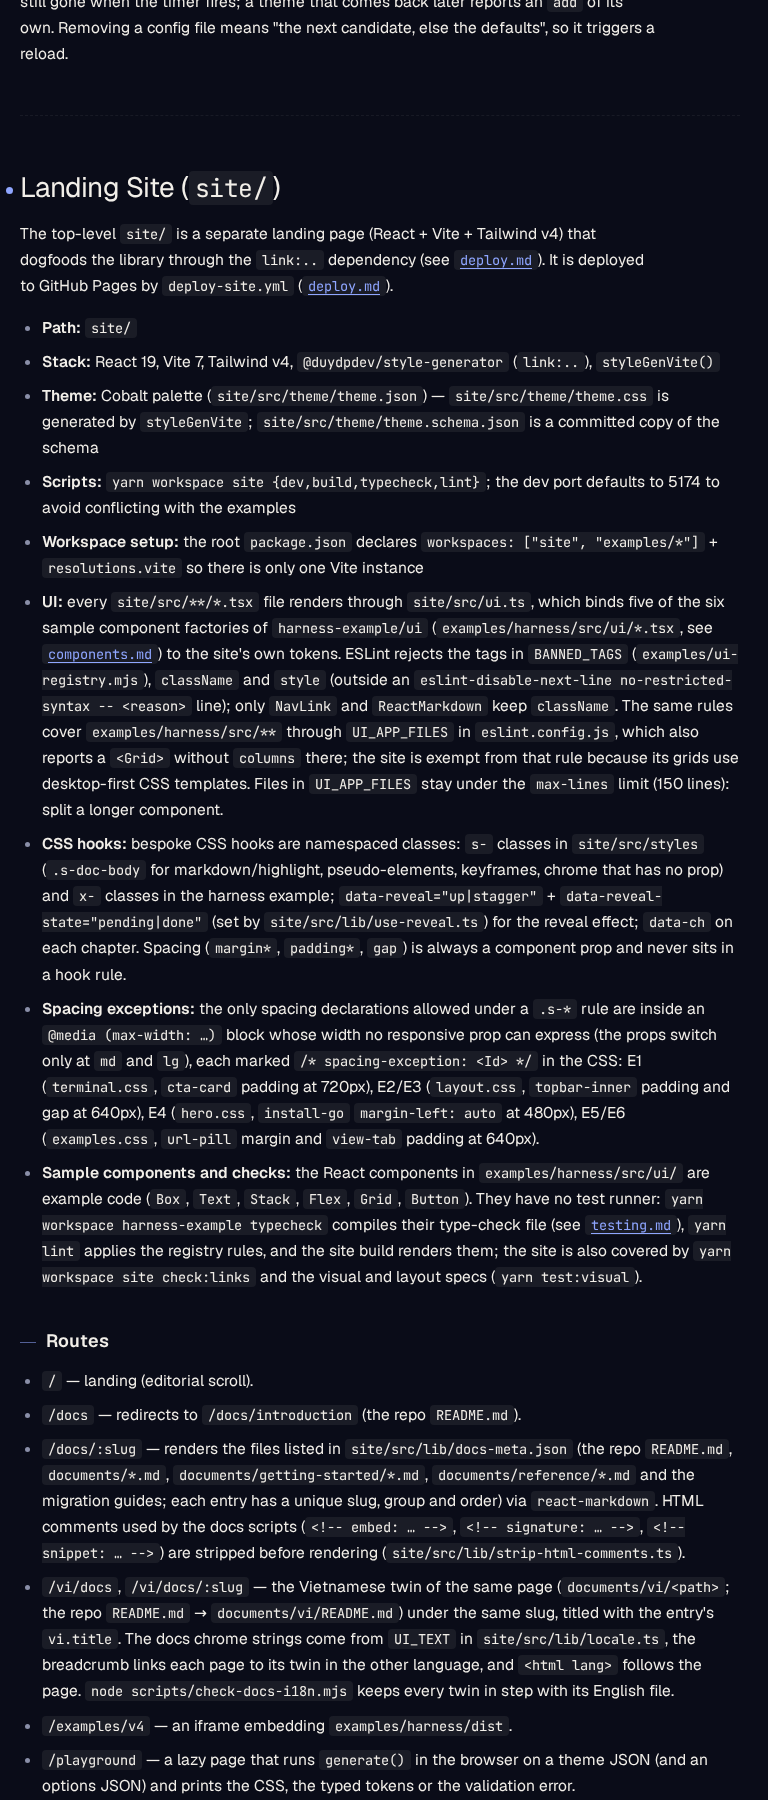 still gone when the timer fires; a theme that comes back later reports an add of its
own. Removing a config file means "the next candidate, else the defaults", so it triggers a
reload.
Landing Site (site/)
The top-level site/ is a separate landing page (React + Vite + Tailwind v4) that
dogfoods the library through the link:.. dependency (see deploy.md). It is deployed
to GitHub Pages by deploy-site.yml (deploy.md).
• Path: site/
• Stack: React 19, Vite 7, Tailwind v4, @duydpdev/style-generator (link:..), styleGenVite()
• Theme: Cobalt palette (site/src/theme/theme.json) — site/src/theme/theme.css is
generated by styleGenVite; site/src/theme/theme.schema.json is a committed copy of the
schema
• Scripts: yarn workspace site {dev,build,typecheck,lint}; the dev port defaults to 5174 to
avoid conflicting with the examples
• Workspace setup: the root package.json declares workspaces: ["site", "examples/*"] +
resolutions.vite so there is only one Vite instance
• UI: every site/src/**/*.tsx file renders through site/src/ui.ts, which binds five of the six
sample component factories of harness-example/ui (examples/harness/src/ui/*.tsx, see
components.md) to the site's own tokens. ESLint rejects the tags in BANNED_TAGS (examples/ui-
registry.mjs), className and style (outside an eslint-disable-next-line no-restricted-
syntax -- <reason> line); only NavLink and ReactMarkdown keep className. The same rules
cover examples/harness/src/** through UI_APP_FILES in eslint.config.js, which also
reports a <Grid> without columns there; the site is exempt from that rule because its grids use
desktop-first CSS templates. Files in UI_APP_FILES stay under the max-lines limit (150 lines):
split a longer component.
• CSS hooks: bespoke CSS hooks are namespaced classes: s- classes in site/src/styles
(.s-doc-body for markdown/highlight, pseudo-elements, keyframes, chrome that has no prop)
and x- classes in the harness example; data-reveal="up|stagger" + data-reveal-
state="pending|done" (set by site/src/lib/use-reveal.ts) for the reveal effect; data-ch on
each chapter. Spacing (margin*, padding*, gap) is always a component prop and never sits in
a hook rule.
• Spacing exceptions: the only spacing declarations allowed under a .s-* rule are inside an
@media (max-width: …) block whose width no responsive prop can express (the props switch
only at md and lg), each marked /* spacing-exception: <Id> */ in the CSS: E1
(terminal.css, cta-card padding at 720px), E2/E3 (layout.css, topbar-inner padding and
gap at 640px), E4 (hero.css, install-go margin-left: auto at 480px), E5/E6
(examples.css, url-pill margin and view-tab padding at 640px).
• Sample components and checks: the React components in examples/harness/src/ui/ are
example code (Box, Text, Stack, Flex, Grid, Button). They have no test runner: yarn
workspace harness-example typecheck compiles their type-check file (see testing.md), yarn
lint applies the registry rules, and the site build renders them; the site is also covered by yarn
workspace site check:links and the visual and layout specs (yarn test:visual).
— Routes
• / — landing (editorial scroll).
• /docs — redirects to /docs/introduction (the repo README.md).
• /docs/:slug — renders the files listed in site/src/lib/docs-meta.json (the repo README.md,
documents/*.md, documents/getting-started/*.md, documents/reference/*.md and the
migration guides; each entry has a unique slug, group and order) via react-markdown. HTML
comments used by the docs scripts (<!-- embed: … -->, <!-- signature: … -->, <!--
snippet: … -->) are stripped before rendering (site/src/lib/strip-html-comments.ts).
• /vi/docs, /vi/docs/:slug — the Vietnamese twin of the same page (documents/vi/<path>;
the repo README.md → documents/vi/README.md) under the same slug, titled with the entry's
vi.title. The docs chrome strings come from UI_TEXT in site/src/lib/locale.ts, the
breadcrumb links each page to its twin in the other language, and <html lang> follows the
page. node scripts/check-docs-i18n.mjs keeps every twin in step with its English file.
• /examples/v4 — an iframe embedding examples/harness/dist.
• /playground — a lazy page that runs generate() in the browser on a theme JSON (and an
options JSON) and prints the CSS, the typed tokens or the validation error.